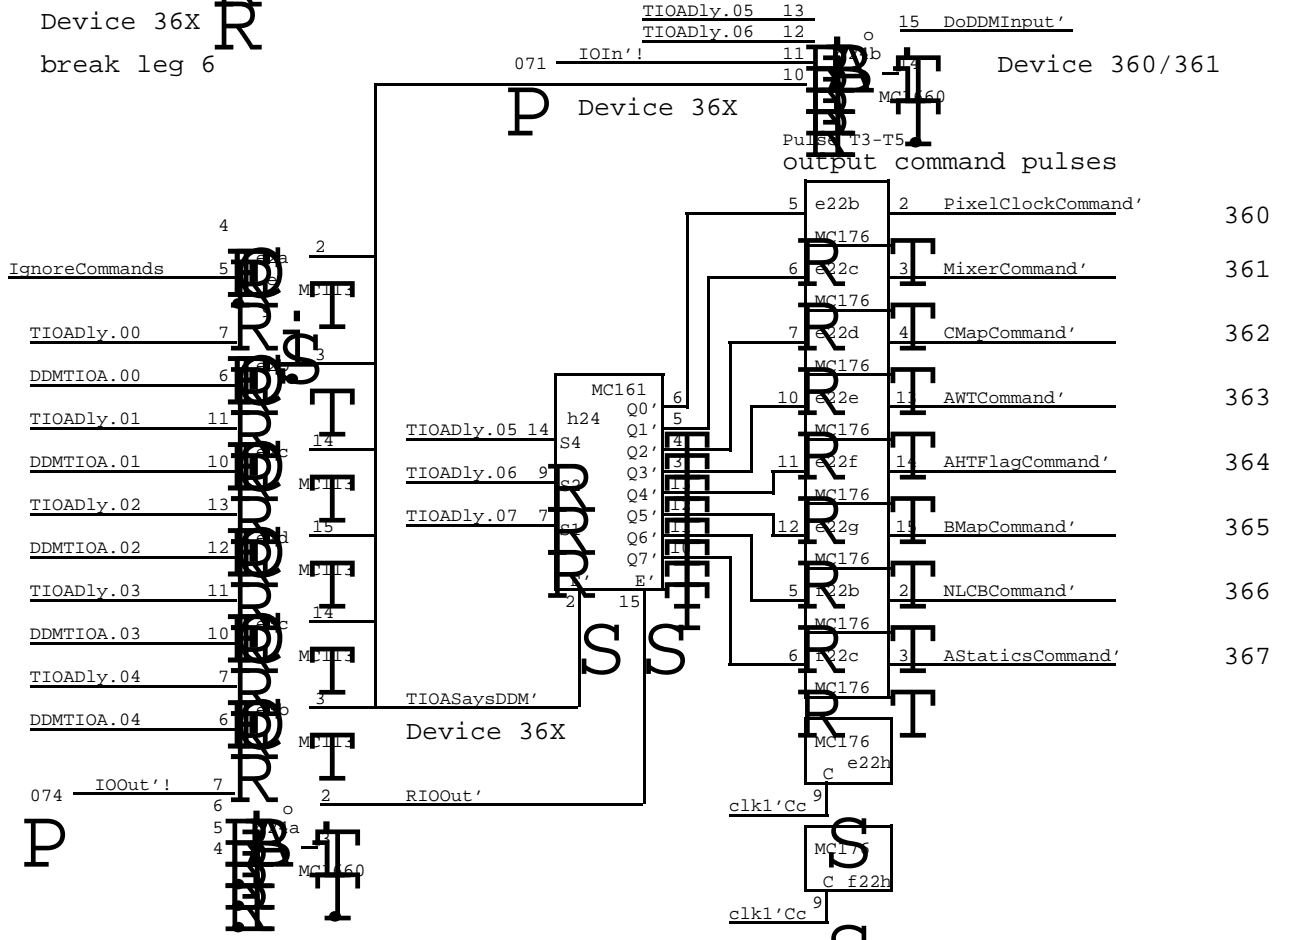 Device 36X R
break leg 6
TIOADly.05 13
TIOADly.06 12
15 DoDDMInput'
071 IOIn'! 11
10
P Device 36X
Device 360/361
Pulse T3-T5
output command pulses
5 e22b 2 PixelClockCommand' 360
MC176
6 e22c 3 MixerCommand' 361
MC176
7 e22d 4 CMapCommand' 362
MC176
10 e22e 13 AWTCommand' 363
MC176
11 e22f 14 AHTFlagCommand' 364
MC176
12 e22g 15 BMapCommand' 365
MC176
5 f22b 2 NLCBCommand' 366
MC176
6 f22c 3 AStaticsCommand' 367
MC176
MC176
e22h
C
9
clk1'Cc
MC176
C f22h
9
clk1'Cc
4
2
IgnoreCommands 5
MC113
TIOADly.00 7
3
DDMTIOA.00 6
TIOADly.01 11
14
DDMTIOA.01 10
MC113
TIOADly.02 13
15
DDMTIOA.02 12
MC113
TIOADly.03 11
14
DDMTIOA.03 10
MC113
TIOADly.04 7
3
DDMTIOA.04 6
MC113
MC161
h24
TIOADly.05 14 S4
TIOADly.06 9 S2
TIOADly.07 7 S1
Q0' 6
Q1' 5
Q2' 4
Q3' 3
Q4'
Q5'
Q6'
Q7'
E'
2 15
S S
TIOASaysDDM'
Device 36X
074 IOOut'! 7
2 RIOOut'
P
6
5
4
MC1660